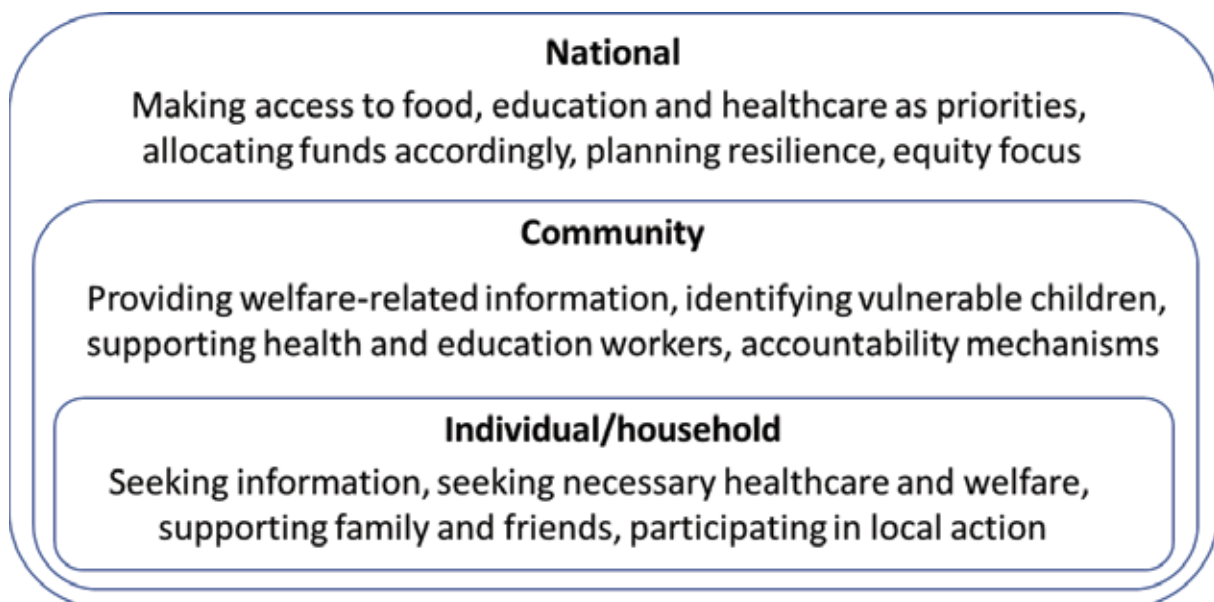 National
Making access to food, education and healthcare as priorities,
allocating funds accordingly, planning resilience, equity focus
Community
Providing welfare-related information, identifying vulnerable children,
supporting health and education workers, accountability mechanisms
Individual/household
Seeking information, seeking necessary healthcare and welfare,
supporting family and friends, participating in local action